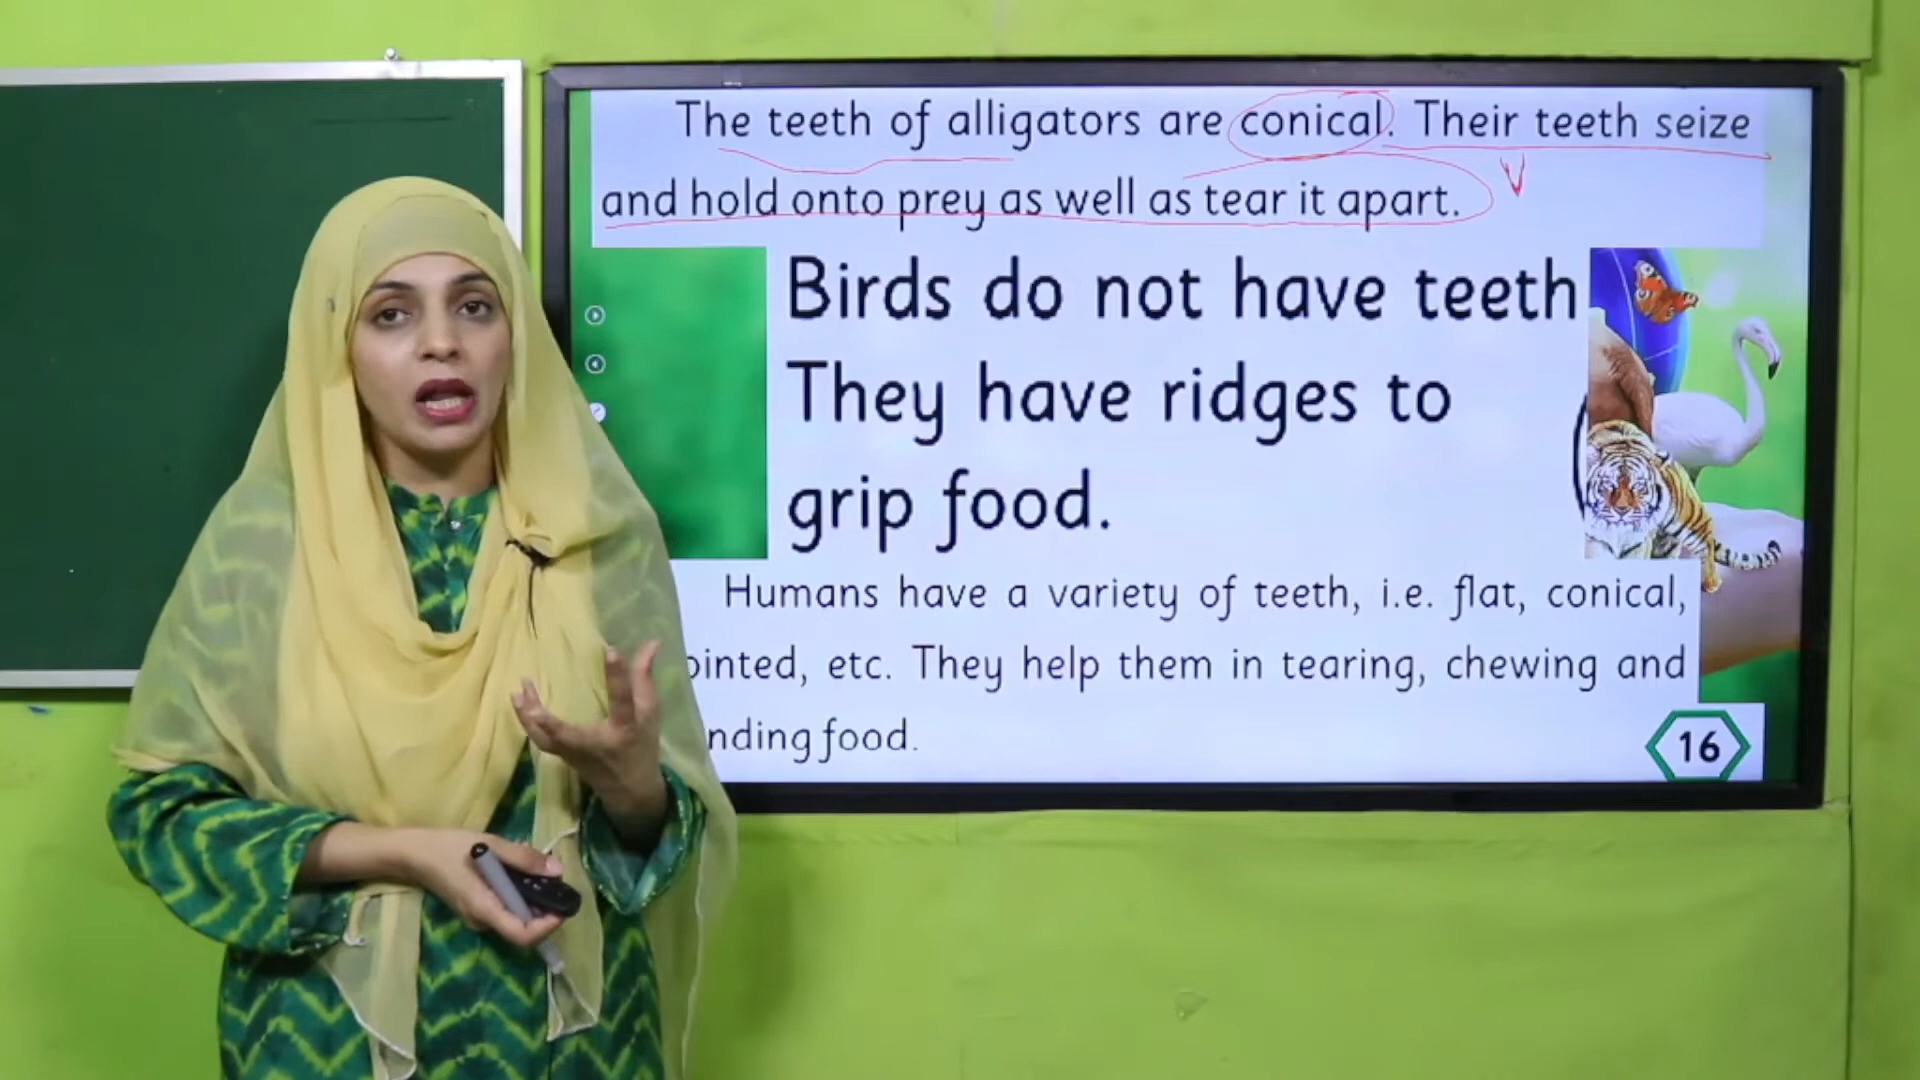 The teeth of alligators are conical. Their teeth seize
and hold onto prey as well as tear it apart.
Birds do not have teeth
They have ridges to
grip food.
Humans have a variety of teeth, i.e. flat, conical,
etc. They help them in tearing, chewing and
food.
16